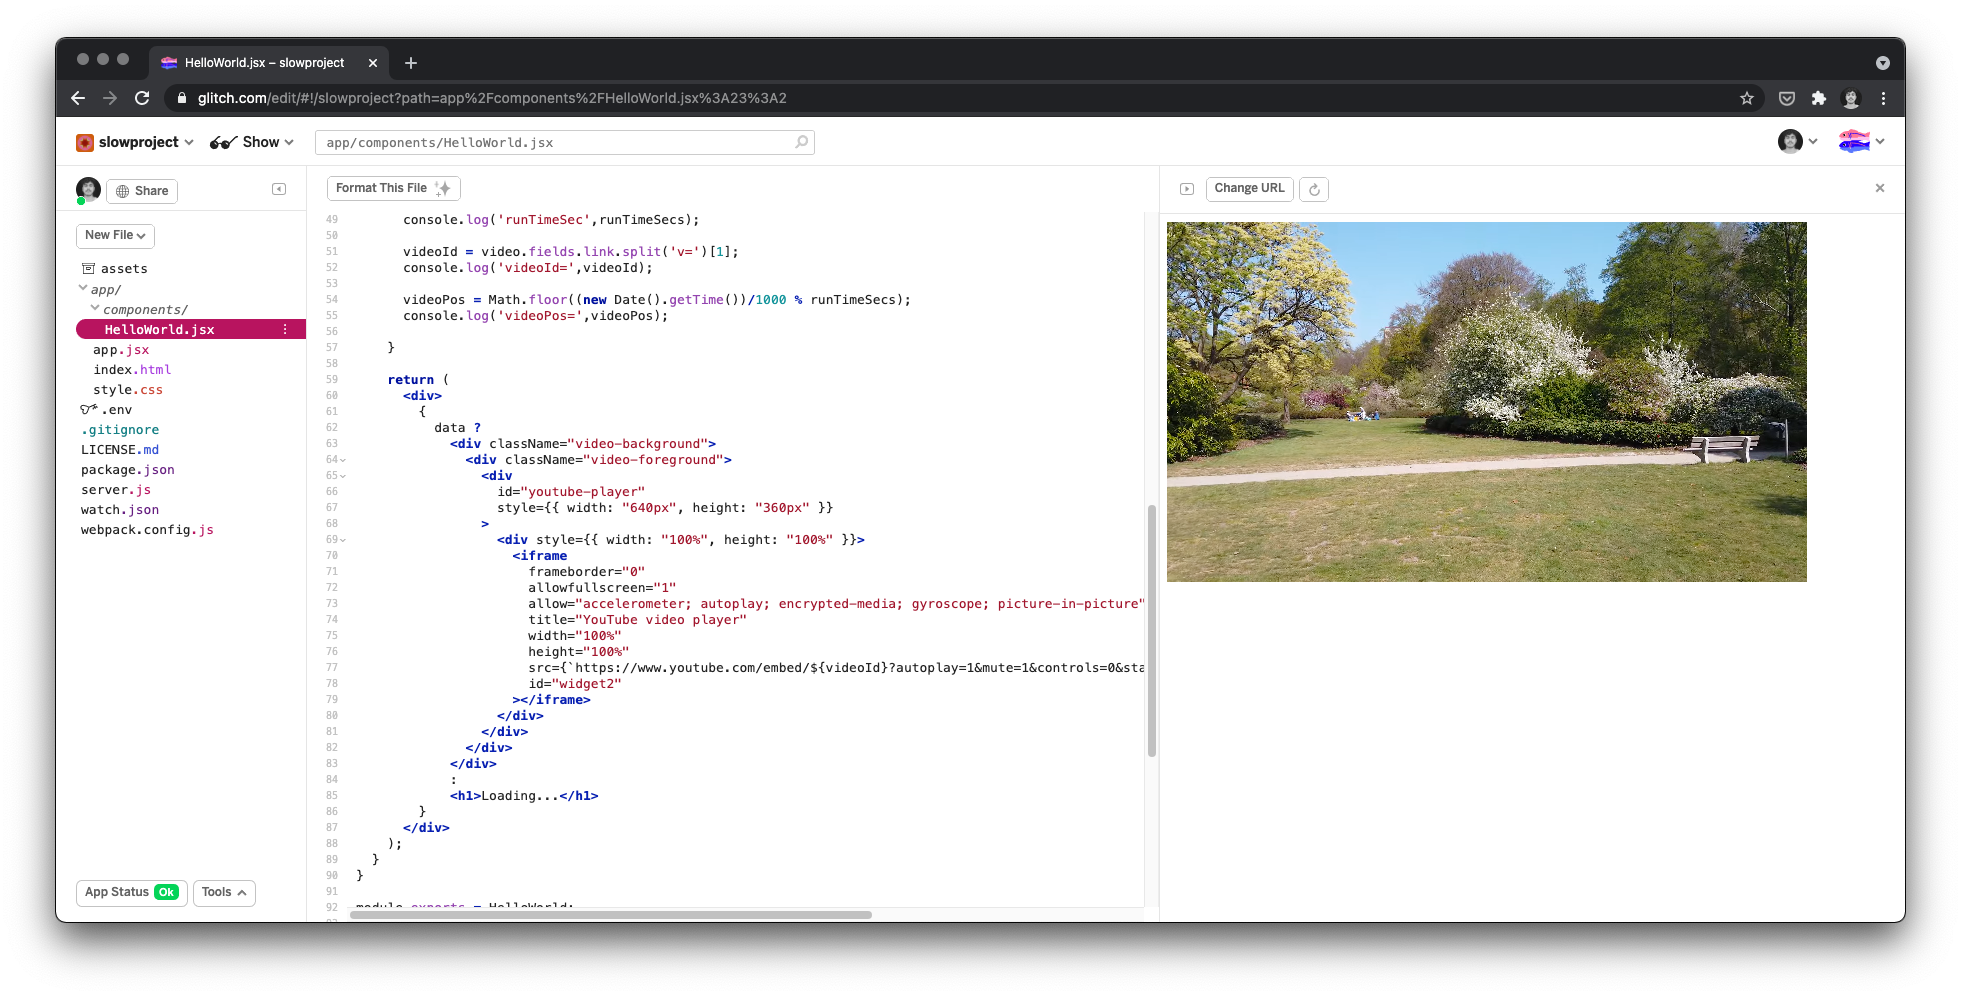 HelloWorld.jsx – slowproject
glitch.com/edit/#!/slowproject?path=app%2Fcomponents%2FHelloWorld.jsx%3A23%3A2
slowproject
Show
app/components/HelloWorld.jsx
Share
New File
assets
app/
components/
HelloWorld.jsx
app.jsx
index.html
style.css
.env
.gitignore
LICENSE.md
package.json
server.js
watch.json
webpack.config.js
App Status Ok
Tools
Format This File
49 console.log('runTimeSec',runTimeSecs);
50
51 videoId = video.fields.link.split('v=')[1];
52 console.log('videoId=',videoId);
53
54 videoPos = Math.floor((new Date().getTime())/1000 % runTimeSecs);
55 console.log('videoPos=',videoPos);
56
57 }
58
59 return (
60 <div>
61 {
62 data ?
63 <div className="video-background">
64 <div className="video-foreground">
65 <div
66 id="youtube-player"
67 style={{ width: "640px", height: "360px" }}
68 >
69 <div style={{ width: "100%", height: "100%" }}>
70 <iframe
71 frameborder="0"
72 allowfullscreen="1"
73 allow="accelerometer; autoplay; encrypted-media; gyroscope; picture-in-picture"
74 title="YouTube video player"
75 width="100%"
76 height="100%"
77 src={`https://www.youtube.com/embed/${videoId}?autoplay=1&mute=1&controls=0&sta
78 id="widget2"
79 ></iframe>
80 </div>
81 </div>
82 </div>
83 </div>
84 :
85 <h1>Loading...</h1>
86 }
87 </div>
88 );
89 }
90 }
91
92 module.exports = HelloWorld;
Change URL